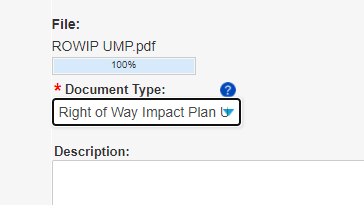 File:
ROWIP UMP.pdf
100%
* Document Type: ?
Right of Way Impact Plan
Description: